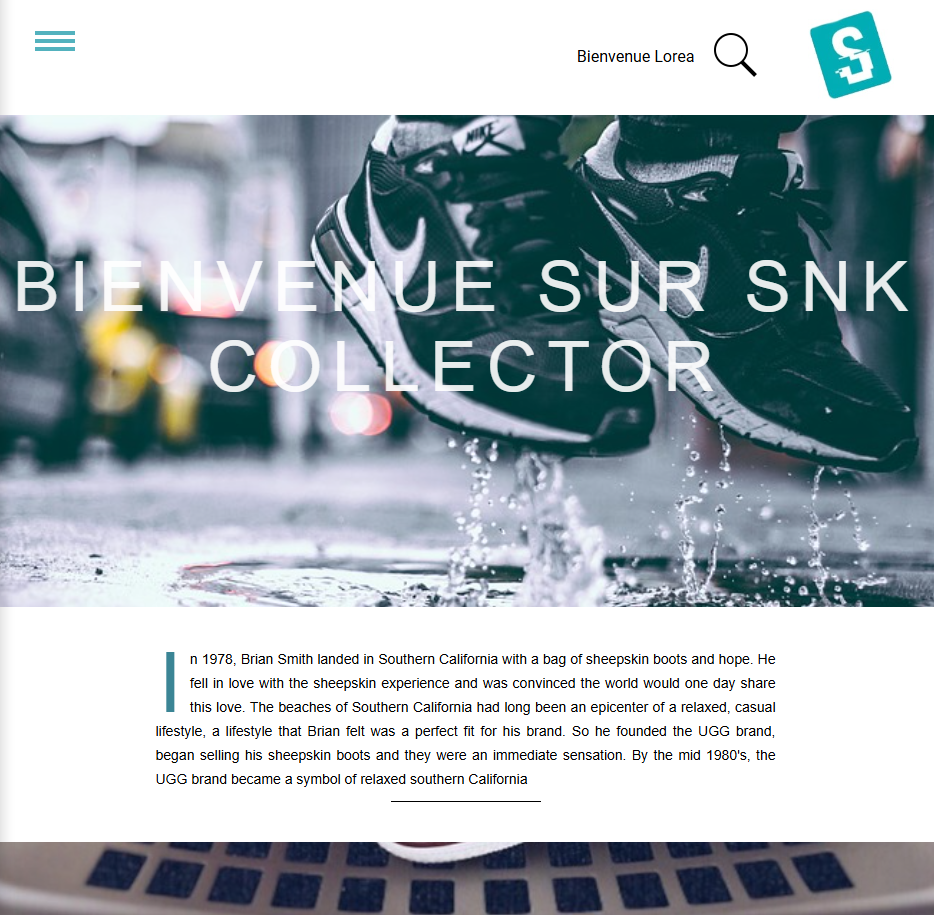 Bienvenue Lorea
S
NIKE
BIENVENUE SUR SNK
COLLECTOR
In 1978, Brian Smith landed in Southern California with a bag of sheepskin boots and hope. He
fell in love with the sheepskin experience and was convinced the world would one day share
this love. The beaches of Southern California had long been an epicenter of a relaxed, casual
lifestyle, a lifestyle that Brian felt was a perfect fit for his brand. So he founded the UGG brand,
began selling his sheepskin boots and they were an immediate sensation. By the mid 1980's, the
UGG brand became a symbol of relaxed southern California